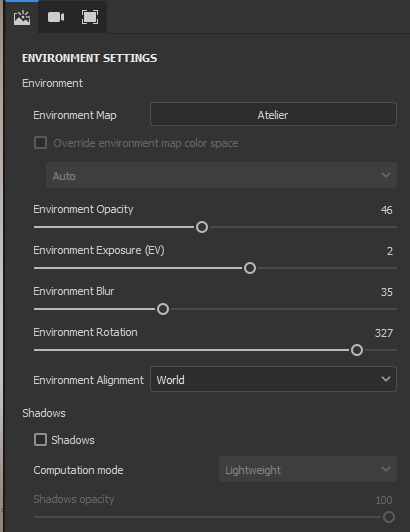 ENVIRONMENT SETTINGS
Environment
Environment Map Atelier
Override environment map color space
Auto
Environment Opacity 46
Environment Exposure (EV) 2
Environment Blur 35
Environment Rotation 327
Environment Alignment World
Shadows
Shadows
Computation mode Lightweight
Shadows opacity 100